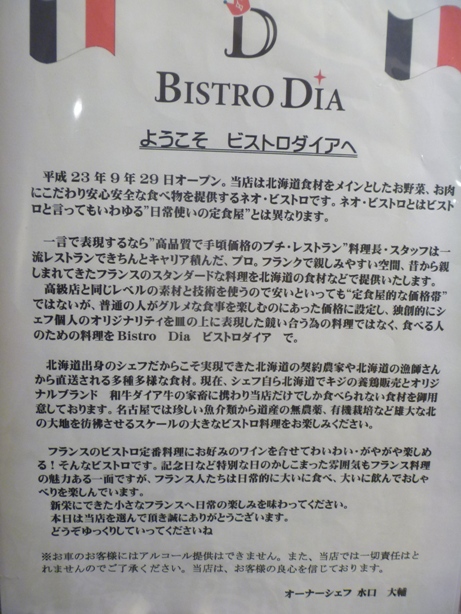 D
BISTRO DIA
ようこそ ビストロダイアへ
平成23年9年29日オープン。当店は北海道食材をメインとしたお野菜、お肉
にこだわり安心安全な食べ物を提供するネオ・ビストロです。ネオ・ビストロとはビスト
ロと言ってもいわゆる"日常使いの定食屋"とは異なります。
一言で表現するなら"高品質で手頃価格のプチ・レストラン"料理長・スタッフは一
流レストランできちんとキャリア積んだ、プロ。フランクで親しみやすい空間、昔から親
しまれてきたフランスのスタンダードな料理を北海道の食材などで提供いたします。
高級店と同じレベルの素材と技術を使うので安いといっても"定食屋的な価格帯"
ではないが、普通の人がグルメな食事を楽しむのにあった価格に設定し、独創的にシ
ェフ個人のオリジナリティを皿の上に表現した競い合う為の料理ではなく、食べる人
のための料理をBistro Dia ビストロダイア で。
北海道出身のシェフだからこそ実現できた北海道の契約農家や北海道の漁師さん
から直送される多種多様な食材。現在、シェフ自ら北海道でキジの養鶏販売とオリジ
ナルブランド 和牛ダイア牛の家畜に携わり当店だけでしか食べられない食材を御用
意しております。名古屋では珍しい魚介類から道産の無農薬、有機栽培など雄大な北
の大地を彷彿させるスケールの大きなビストロ料理をお楽しみください。
フランスのビストロ定番料理にお好みのワインを合せてわいわい・がやがや楽しめ
る！そんなビストロです。記念日など特別な日のかしこまった雰囲気もフランス料理
の魅力ある一面ですが、フランス人たちは日常的に大いに食べ、大いに飲んでおしゃ
べりを楽しんでいます。
新栄にできた小さなフランスへ日常の楽しみを味わってください。
本日は当店を選んで頂き誠にありがとうございます。
どうぞゆっくりしていってくださいね
※お車のお客様にはアルコール提供はできません。また、当店では一切責任はと
れませんのでご了承ください。当店は、お客様の良心を信じております。
オーナーシェフ 水口 大輔